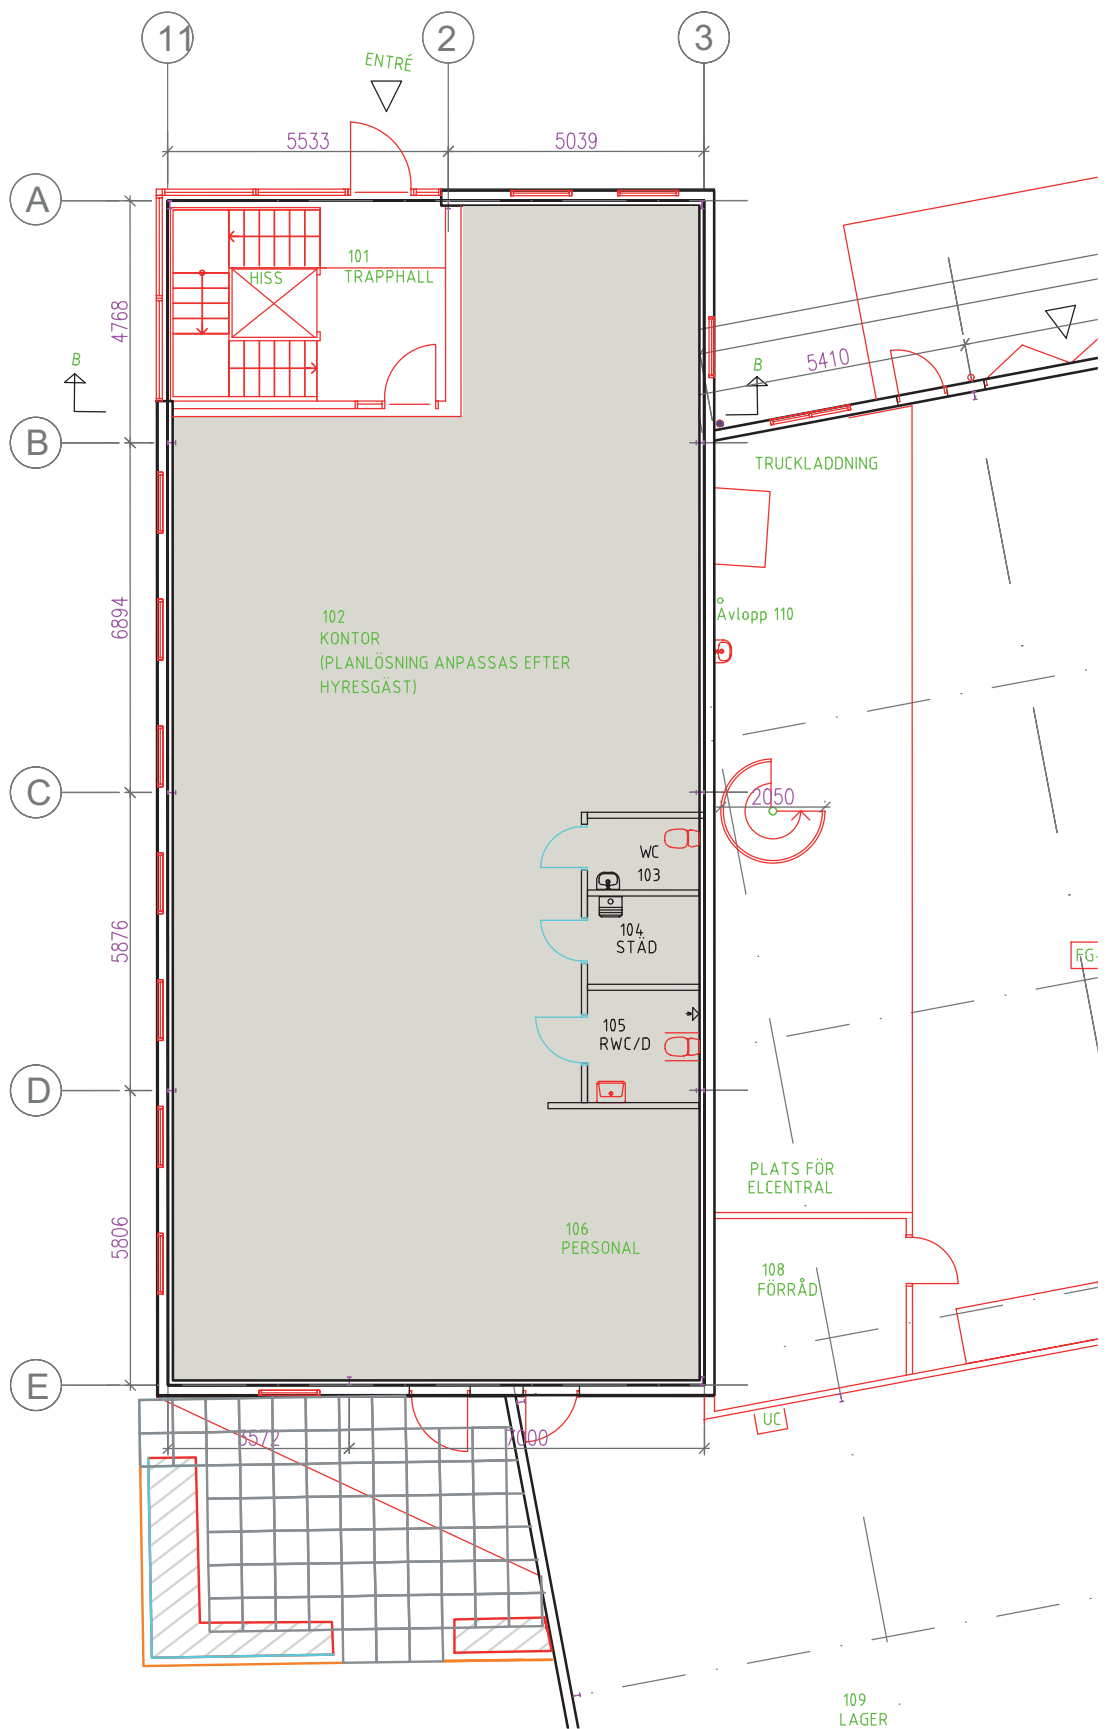 11
2
3
ENTRÉ
5533
5039
A
101
TRAPPHALL
HISS
4768
B
B
5410
B
TRUCKLADDNING
6894
102
KONTOR
(PLANLÖSNING ANPASSAS EFTER
HYRESGÄST)
Avlopp 110
C
2050
WC
103
5876
104
STÄD
FG-
105
RWC/D
D
PLATS FÖR
ELCENTRAL
5806
106
PERSONAL
108
FÖRRÅD
E
UC
3572
7000
109
LAGER